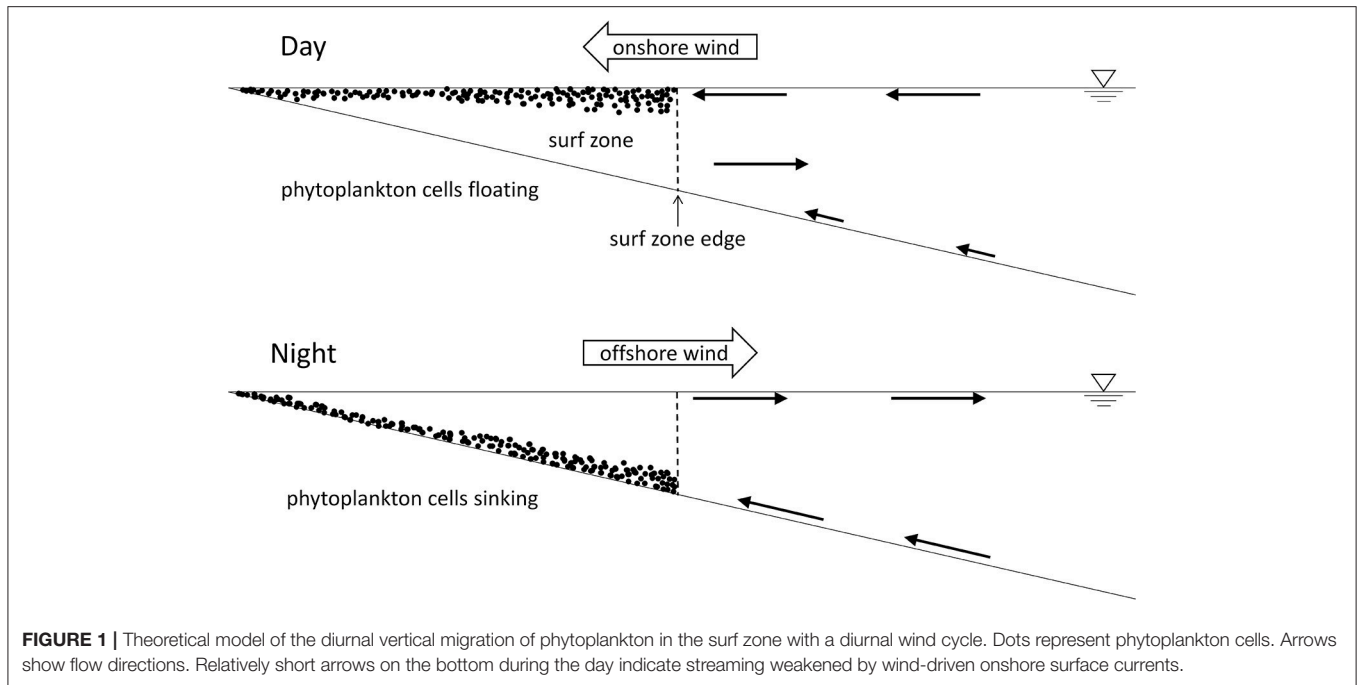 Day
onshore wind
surf zone
phytoplankton cells floating
surf zone edge
Night
offshore wind
phytoplankton cells sinking
FIGURE 1 | Theoretical model of the diurnal vertical migration of phytoplankton in the surf zone with a diurnal wind cycle. Dots represent phytoplankton cells. Arrows
show flow directions. Relatively short arrows on the bottom during the day indicate streaming weakened by wind-driven onshore surface currents.